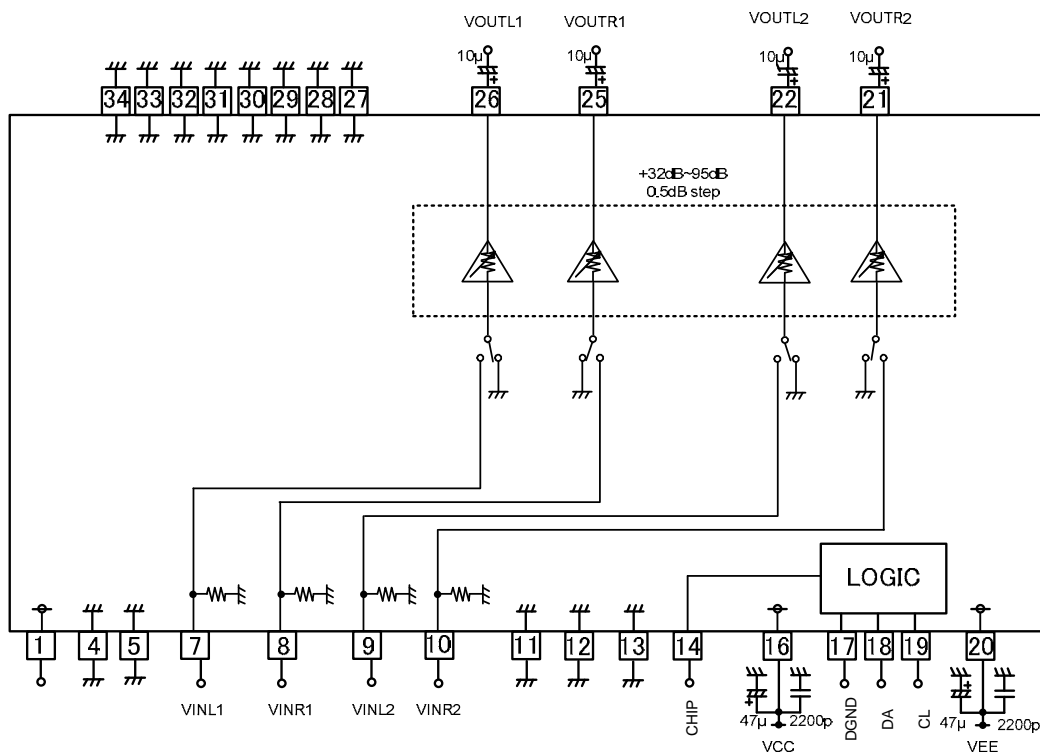 VOUTL1 VOUTR1 VOUTL2 VOUTR2
10µ 10µ 10µ 10µ
34 33 32 31 30 29 28 27 26 25 22 21
+32dB~95dB
0.5dB step
LOGIC
1 4 5 7 8 9 10 11 12 13 14 16 17 18 19 20
VINL1 VINR1 VINL2 VINR2 CHIP DGND DA CL
47µ 2200p 47µ 2200p
VCC VEE